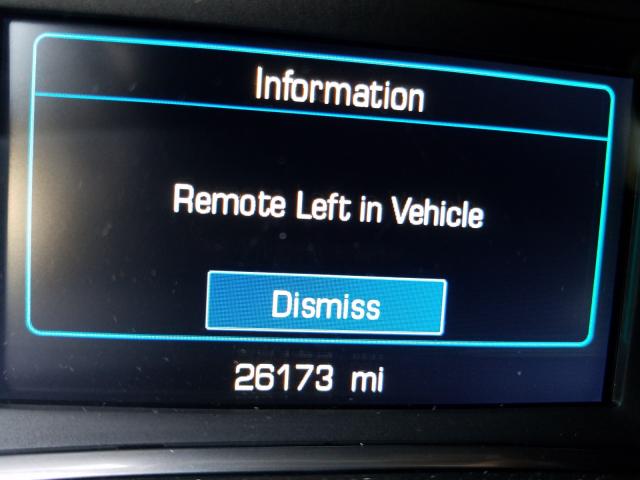 Information
Remote Left in Vehicle
Dismiss
26173 mi